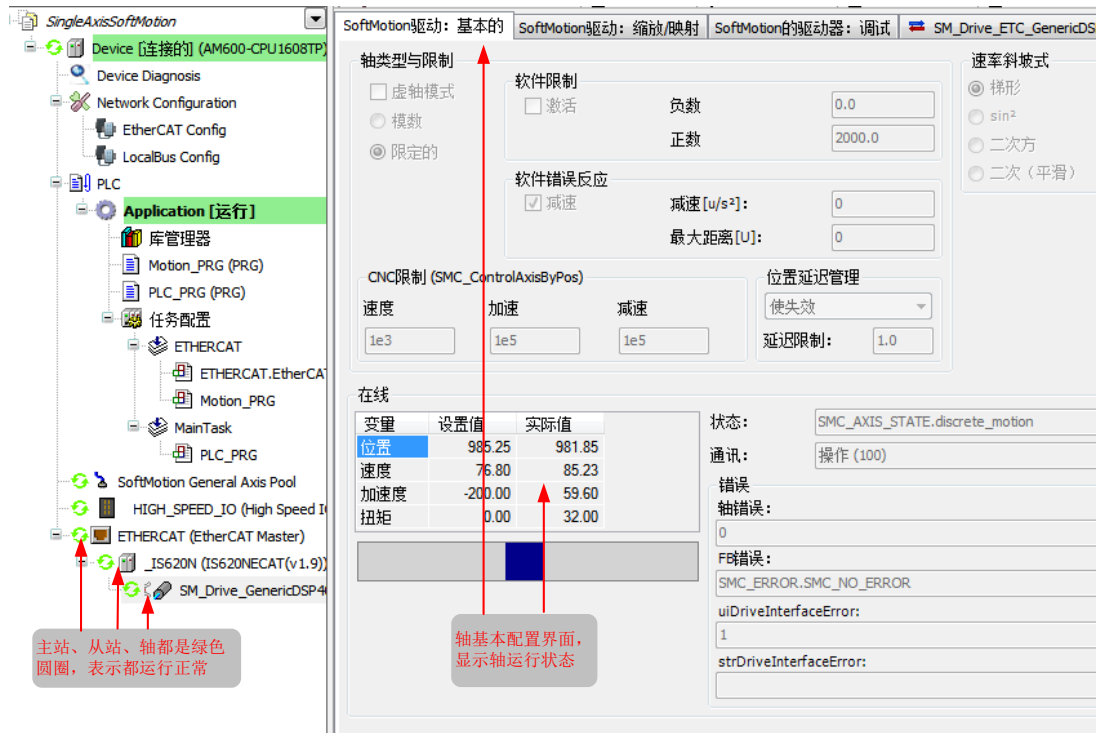 SingleAxisSoftMotion
Device [连接的] (AM600-CPU1608TP)
Device Diagnosis
Network Configuration
EtherCAT Config
LocalBus Config
PLC
Application [运行]
库管理器
Motion_PRG (PRG)
PLC_PRG (PRG)
任务配置
ETHERCAT
ETHERCAT.EtherCA
Motion_PRG
MainTask
PLC_PRG
SoftMotion General Axis Pool
HIGH_SPEED_IO (High Speed I
ETHERCAT (EtherCAT Master)
_IS620N (IS620NECAT(v1.9))
SM_Drive_GenericDSP4
主站、从站、轴都是绿色
圆圈，表示都运行正常
SoftMotion驱动：基本的
SoftMotion驱动：缩放/映射
SoftMotion的驱动器：调试
SM_Drive_ETC_GenericDS
轴类型与限制
虚轴模式
模数
限定的
软件限制
激活
负数
0.0
正数
2000.0
软件错误反应
减速
减速[u/s²]:
0
最大距离[U]:
0
速率斜坡式
梯形
sin²
二次方
二次（平滑）
CNC限制 (SMC_ControlAxisByPos)
速度 加速 减速
1e3 1e5 1e5
位置延迟管理
使失效
延迟限制: 1.0
在线
变量 设置值 实际值
位置 985.25 981.85
速度 76.80 85.23
加速度 -200.00 59.60
扭矩 0.00 32.00
状态: SMC_AXIS_STATE.discrete_motion
通讯: 操作 (100)
错误
轴错误:
0
FB错误:
SMC_ERROR.SMC_NO_ERROR
uiDriveInterfaceError:
1
strDriveInterfaceError:
轴基本配置界面，
显示轴运行状态